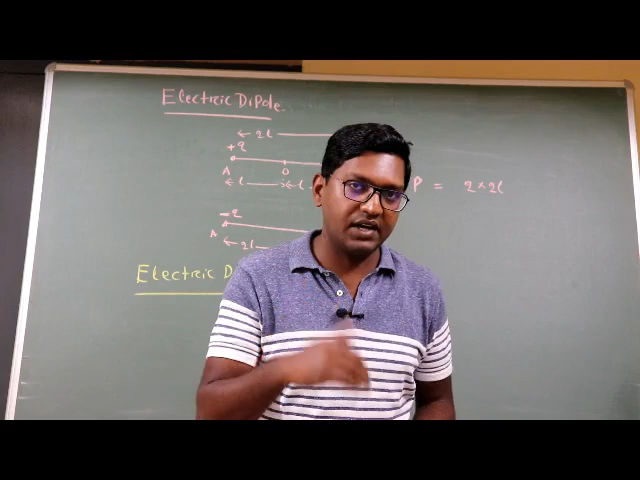 Electric Dipole.
← 2l
+q
A O
← l → ← l
P = q × 2l
-q
A
← 2l
Electric D